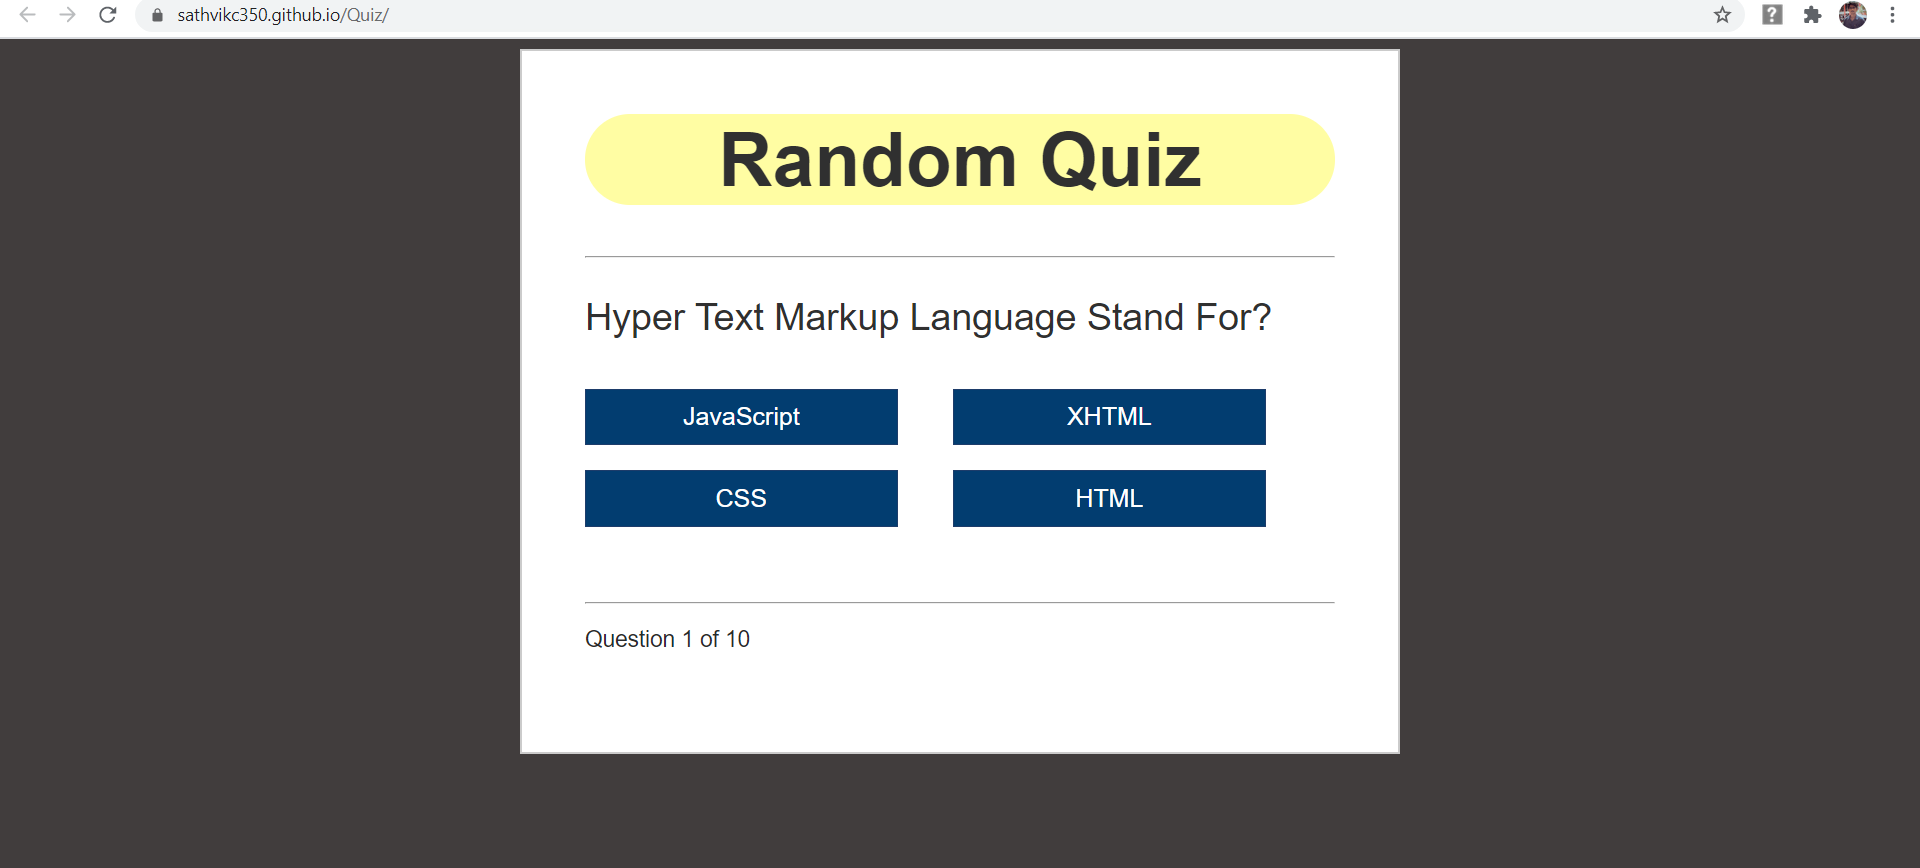 sathvikc350.github.io/Quiz/
Random Quiz
Hyper Text Markup Language Stand For?
JavaScript
XHTML
CSS
HTML
Question 1 of 10